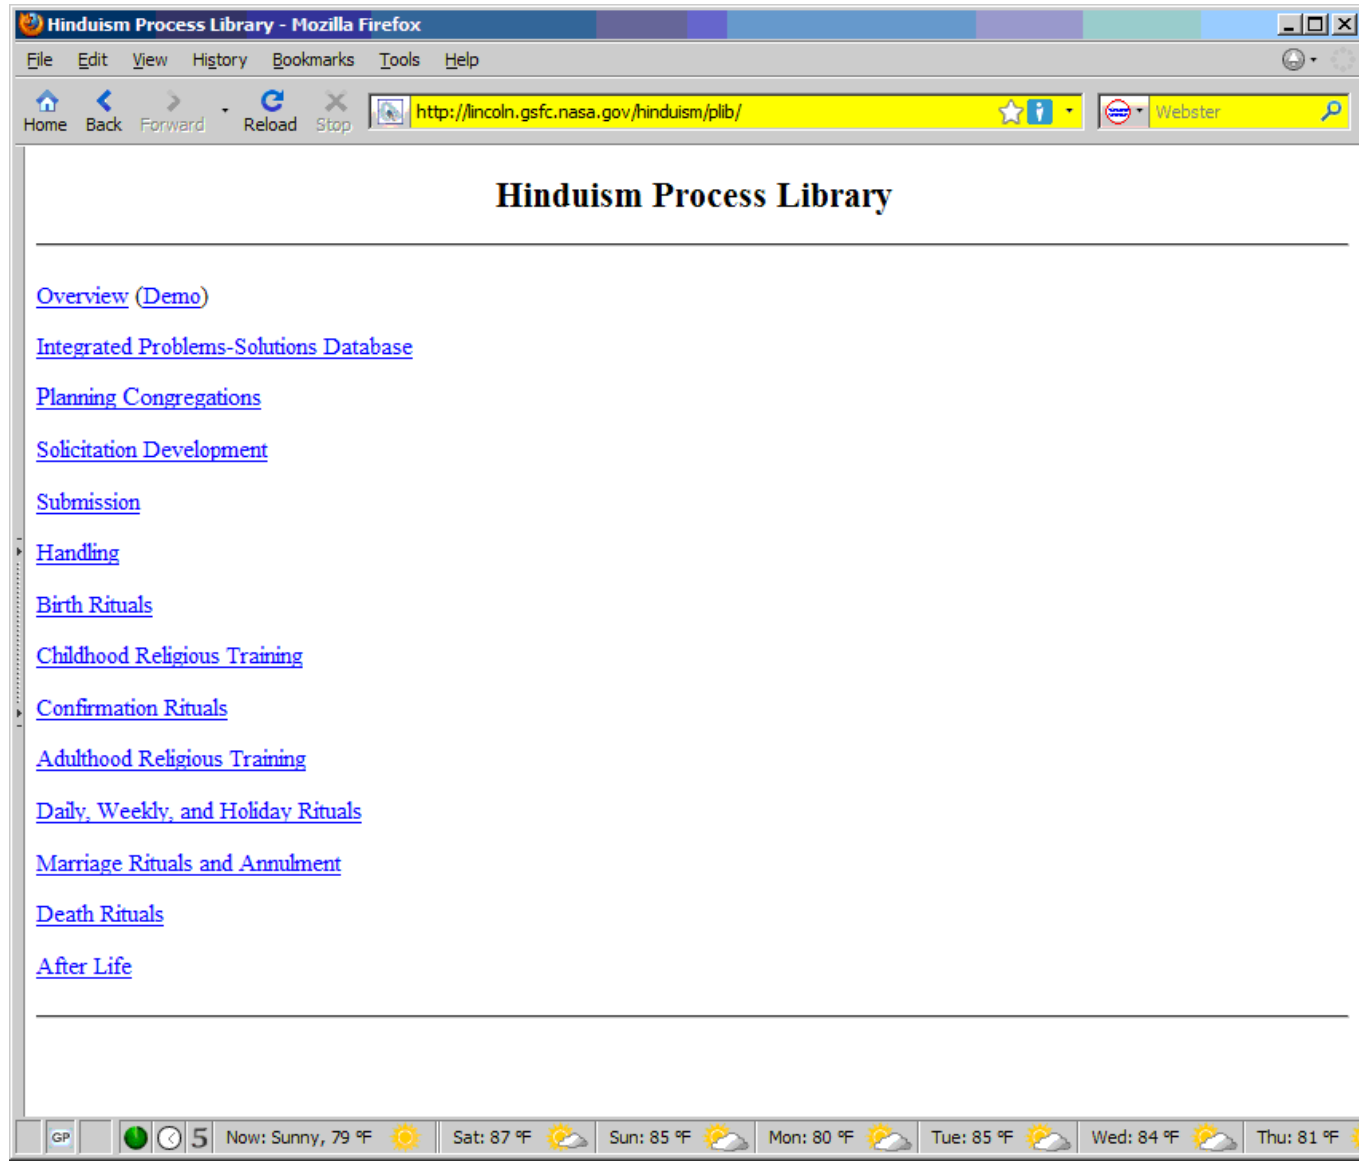 Hinduism Process Library - Mozilla Firefox
File Edit View History Bookmarks Tools Help
Home Back Forward Reload Stop http://lincoln.gsfc.nasa.gov/hinduism/plib/ Webster
Hinduism Process Library
Overview (Demo)
Integrated Problems-Solutions Database
Planning Congregations
Solicitation Development
Submission
Handling
Birth Rituals
Childhood Religious Training
Confirmation Rituals
Adulthood Religious Training
Daily, Weekly, and Holiday Rituals
Marriage Rituals and Annulment
Death Rituals
After Life
GP 5 Now: Sunny, 79 °F Sat: 87 °F Sun: 85 °F Mon: 80 °F Tue: 85 °F Wed: 84 °F Thu: 81 °F